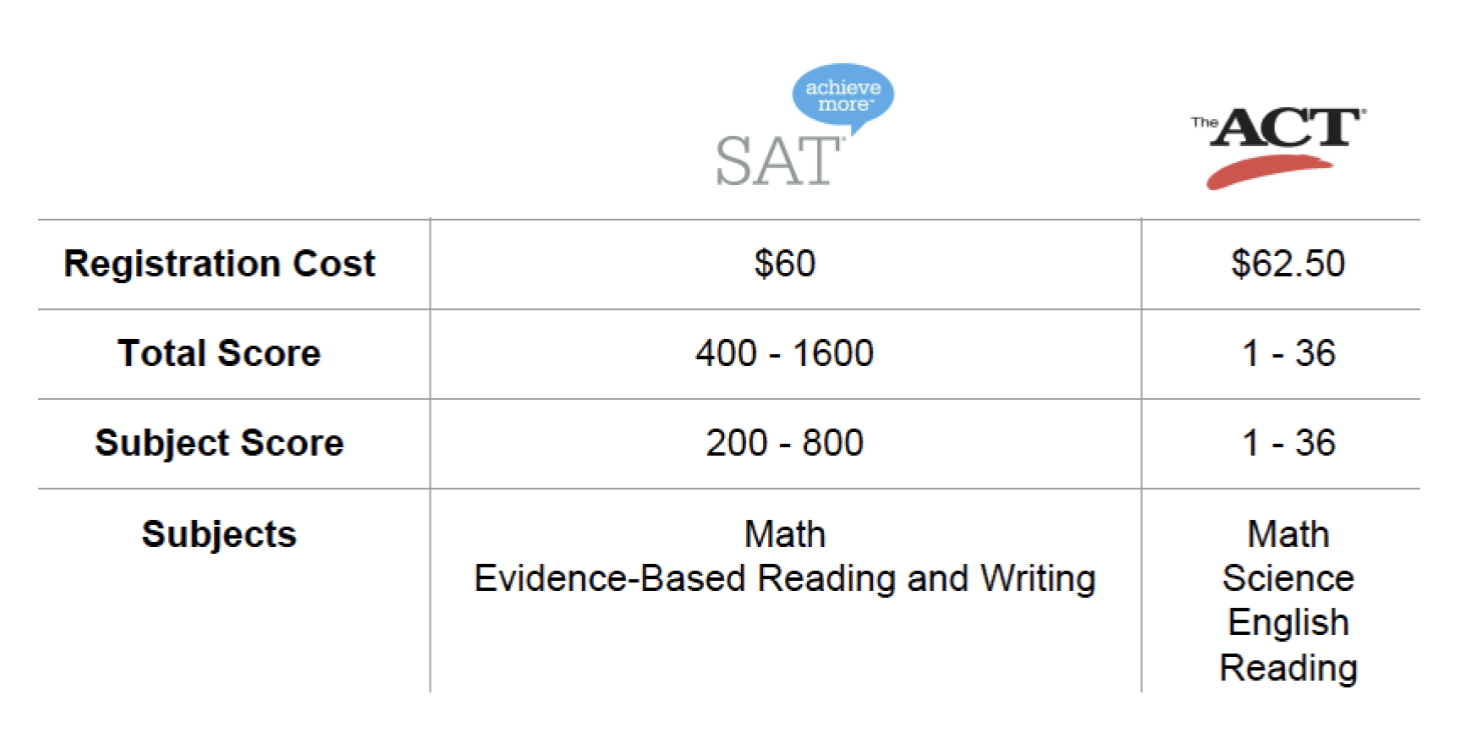 achieve
more™
SAT®
The ACT®
Registration Cost $60 $62.50
Total Score 400 - 1600 1 - 36
Subject Score 200 - 800 1 - 36
Subjects Math Math
Evidence-Based Reading and Writing Science
English
Reading